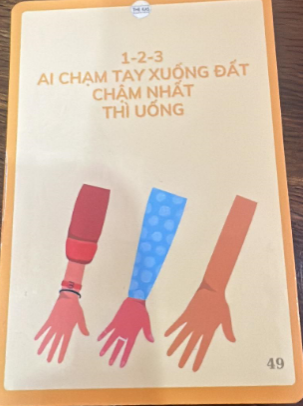 1-2-3
AI CHẠM TAY XUỐNG ĐẤT
CHẬM NHẤT
THÌ UỐNG
49